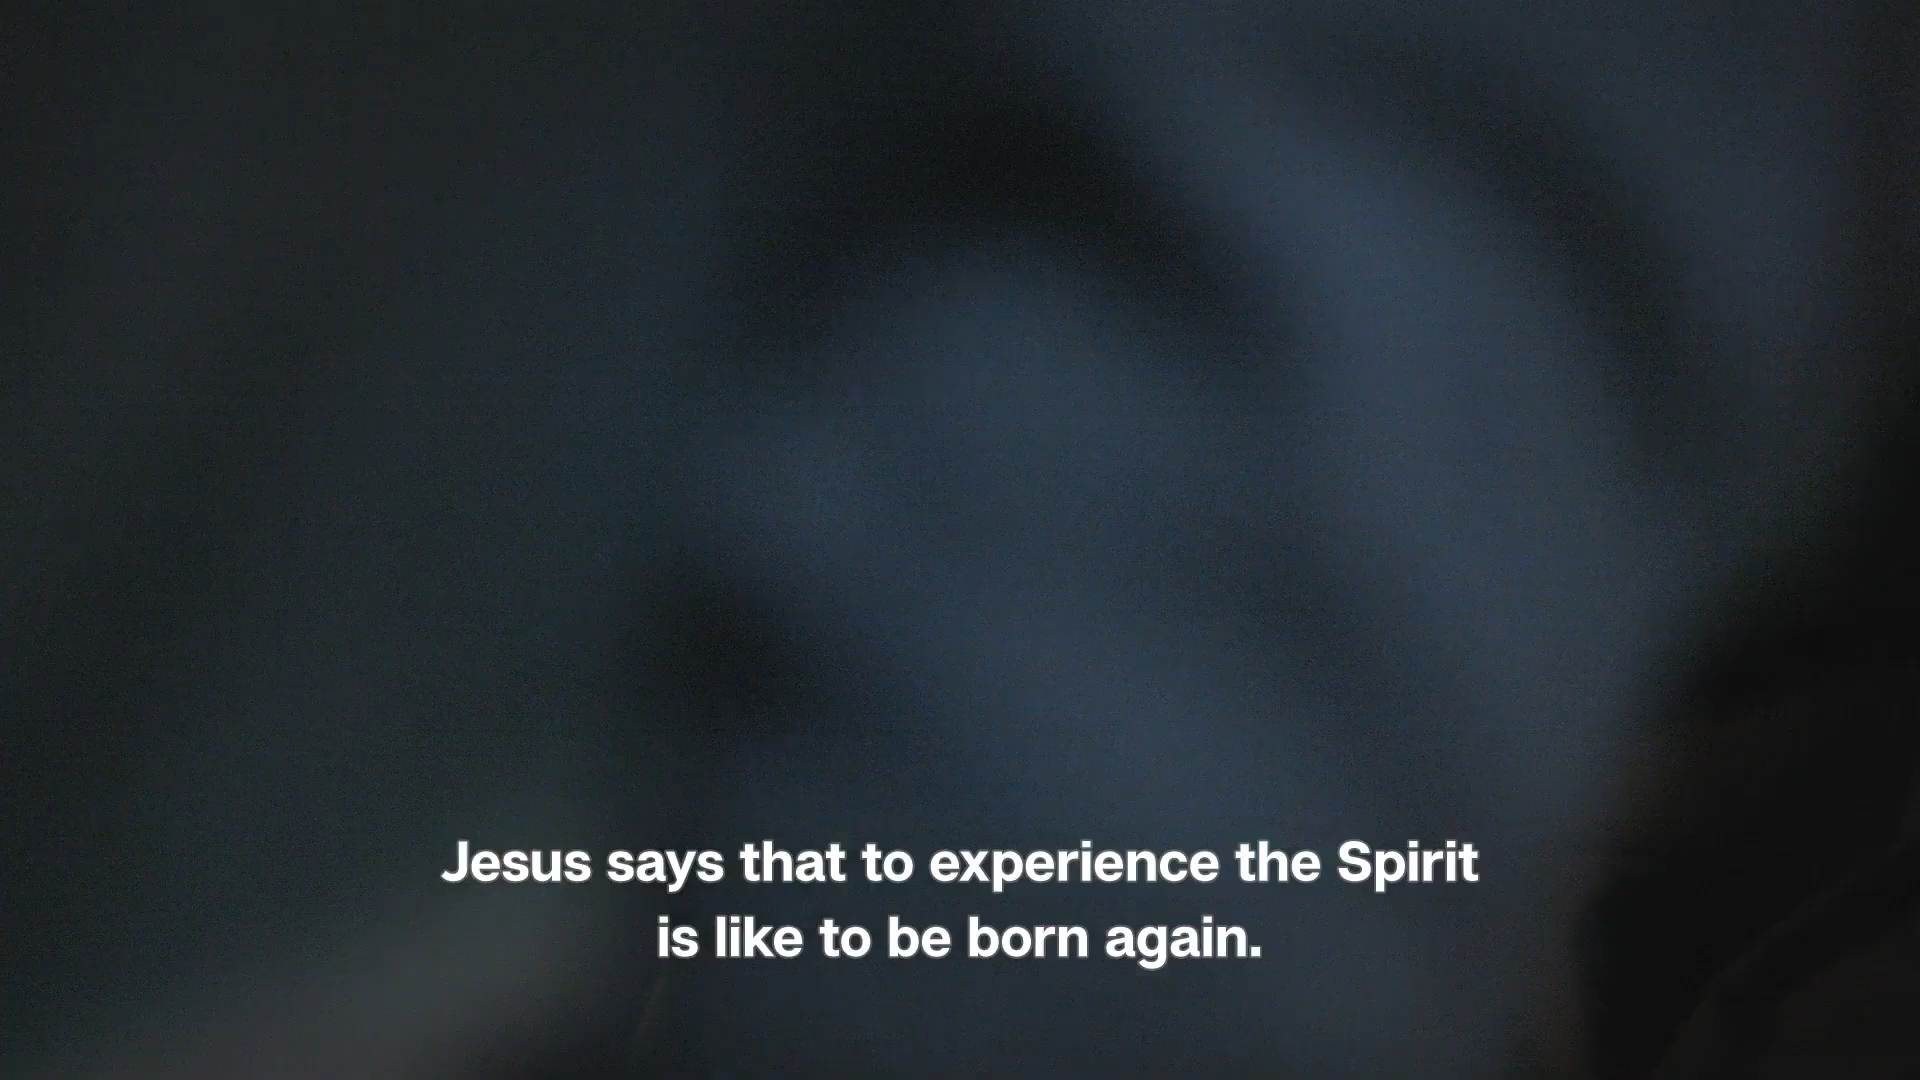 Jesus says that to experience the Spirit
is like to be born again.